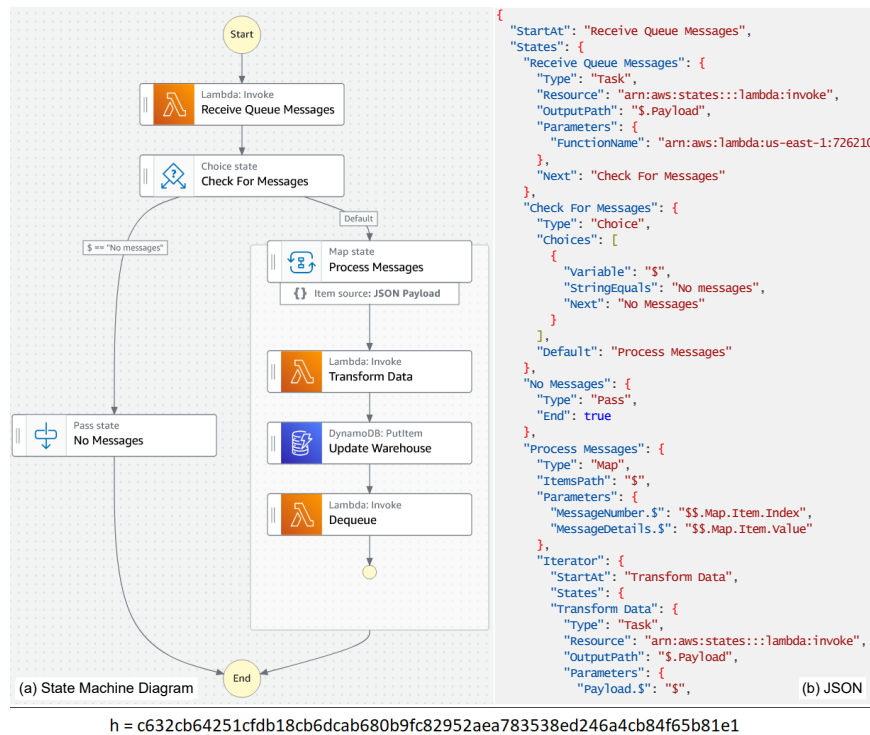 Start
Lambda: Invoke
Receive Queue Messages
Choice state
Check For Messages
Default
$ == "No messages"
Map state
Process Messages
{} Item source: JSON Payload
Lambda: Invoke
Transform Data
Pass state
No Messages
DynamoDB: PutItem
Update Warehouse
Lambda: Invoke
Dequeue
End
(a) State Machine Diagram
{
"StartAt": "Receive Queue Messages",
"States": {
"Receive Queue Messages": {
"Type": "Task",
"Resource": "arn:aws:states:::lambda:invoke",
"OutputPath": "$.Payload",
"Parameters": {
"FunctionName": "arn:aws:lambda:us-east-1:726210
},
"Next": "Check For Messages"
},
"Check For Messages": {
"Type": "Choice",
"Choices": [
{
"Variable": "$",
"StringEquals": "No messages",
"Next": "No Messages"
}
],
"Default": "Process Messages"
},
"No Messages": {
"Type": "Pass",
"End": true
},
"Process Messages": {
"Type": "Map",
"ItemsPath": "$",
"Parameters": {
"MessageNumber.$": "$$.Map.Item.Index",
"MessageDetails.$": "$$.Map.Item.Value"
},
"Iterator": {
"StartAt": "Transform Data",
"States": {
"Transform Data": {
"Type": "Task",
"Resource": "arn:aws:states:::lambda:invoke",
"OutputPath": "$.Payload",
"Parameters": {
"Payload.$": "$",
(b) JSON
h = c632cb64251cfdb18cb6dcab680b9fc82952aea783538ed246a4cb84f65b81e1